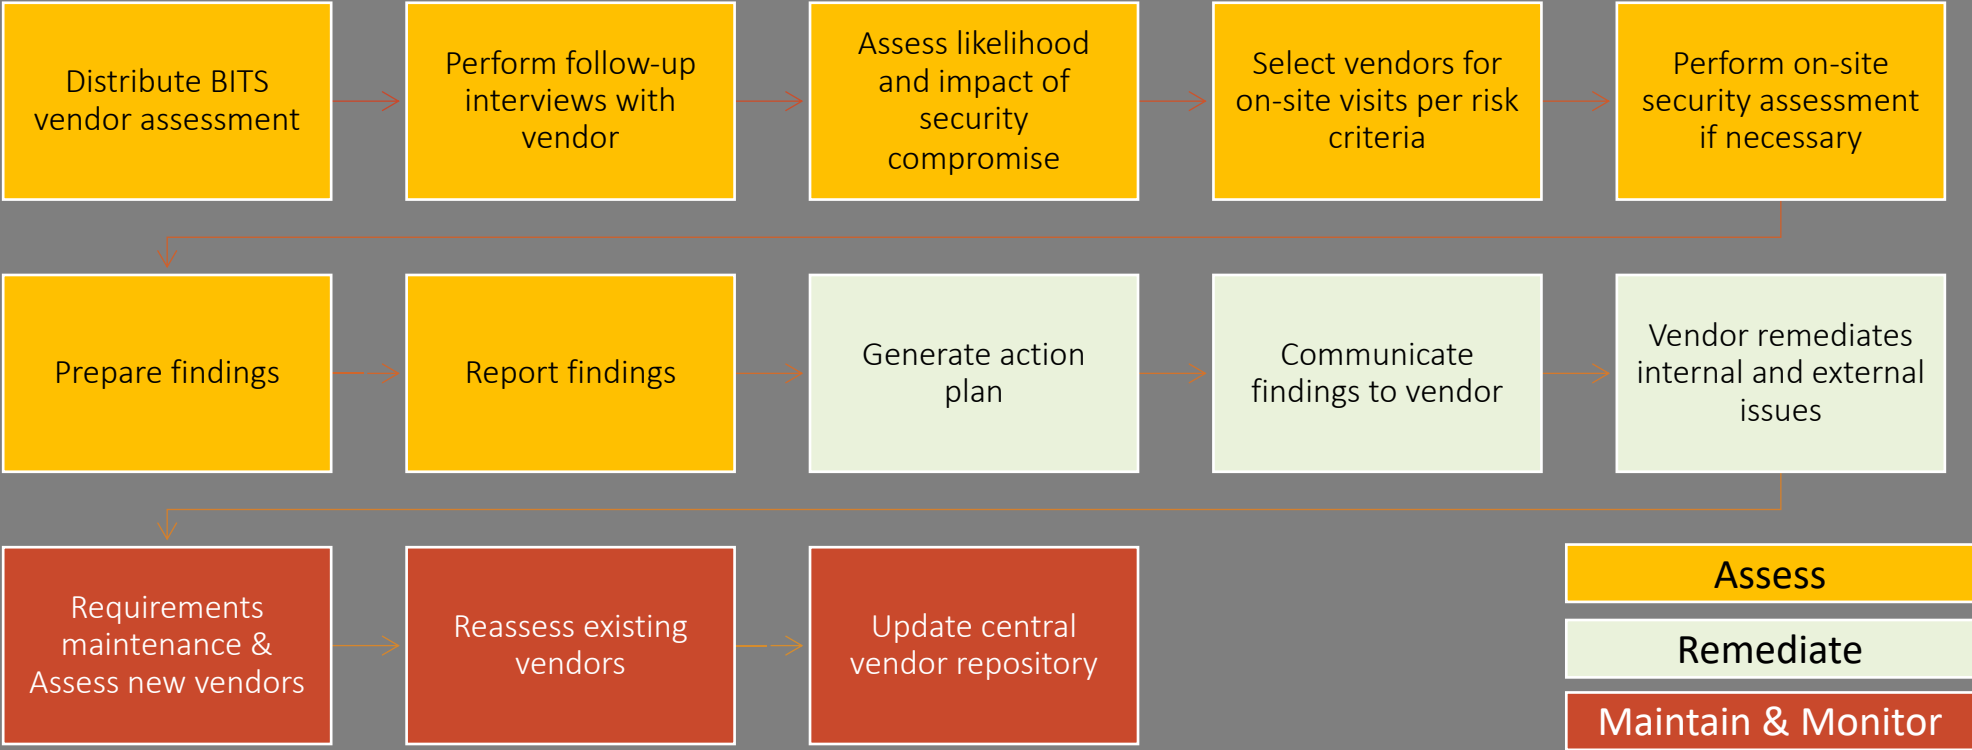 Distribute BITS
vendor assessment
Perform follow-up
interviews with
vendor
Assess likelihood
and impact of
security
compromise
Select vendors for
on-site visits per risk
criteria
Perform on-site
security assessment
if necessary
Prepare findings
Report findings
Generate action
plan
Communicate
findings to vendor
Vendor remediates
internal and external
issues
Requirements
maintenance &
Assess new vendors
Reassess existing
vendors
Update central
vendor repository
Assess
Remediate
Maintain & Monitor